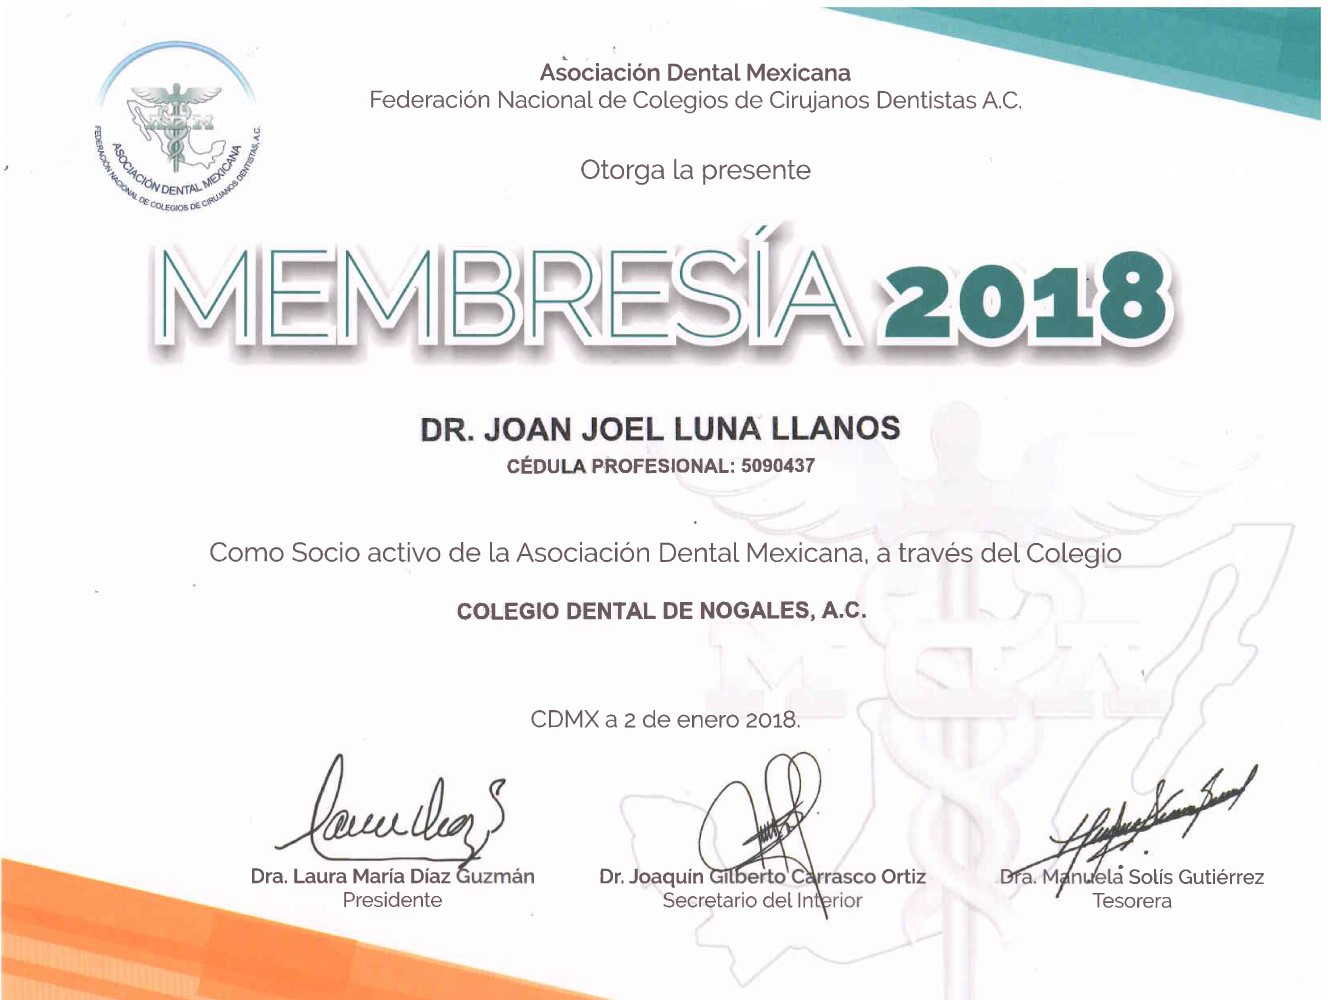 Asociación Dental Mexicana
Federación Nacional de Colegios de Cirujanos Dentistas A.C.
ADM
ASOCIACIÓN DENTAL MEXICANA
FEDERACIÓN NACIONAL DE COLEGIOS DE CIRUJANOS DENTISTAS, A.C.
Otorga la presente
MEMBRESÍA 2018
DR. JOAN JOEL LUNA LLANOS
CÉDULA PROFESIONAL: 5090437
Como Socio activo de la Asociación Dental Mexicana, a través del Colegio
COLEGIO DENTAL DE NOGALES, A.C.
CDMX a 2 de enero 2018.
Dra. Laura María Díaz Guzmán
Presidente
Dr. Joaquín Gilberto Carrasco Ortiz
Secretario del Interior
Dra. Manuela Solís Gutiérrez
Tesorera